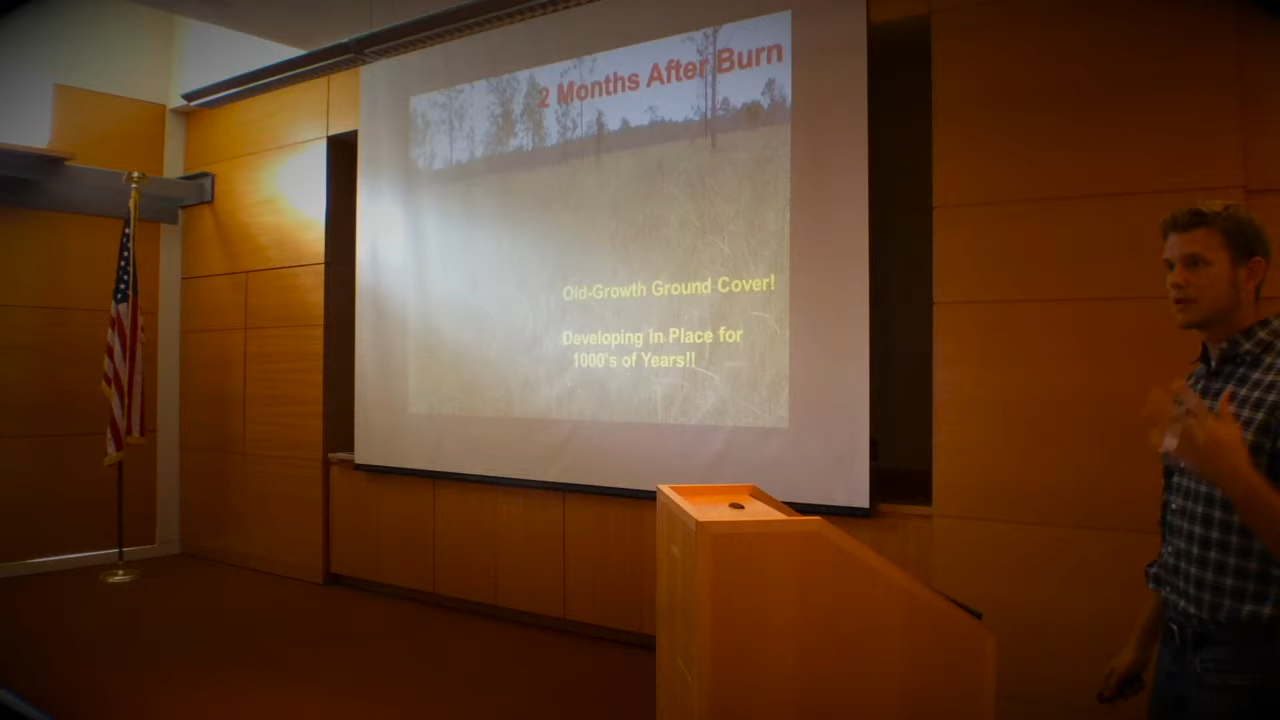 2 Months After Burn
Old-Growth Ground Cover!
Developing In Place for
1000's of Years!!